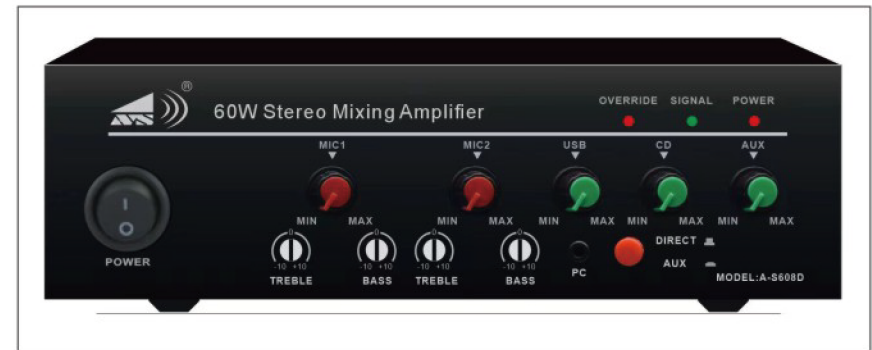 AVS ®
60W Stereo Mixing Amplifier
OVERRIDE SIGNAL POWER
MIC1 MIC2 USB CD AUX
MIN MAX MIN MAX MIN MAX MIN MAX MIN MAX
I
O
POWER
0 0 0 0
-10 +10 -10 +10 -10 +10 -10 +10
TREBLE BASS TREBLE BASS
PC
DIRECT
AUX
MODEL:A-S608D